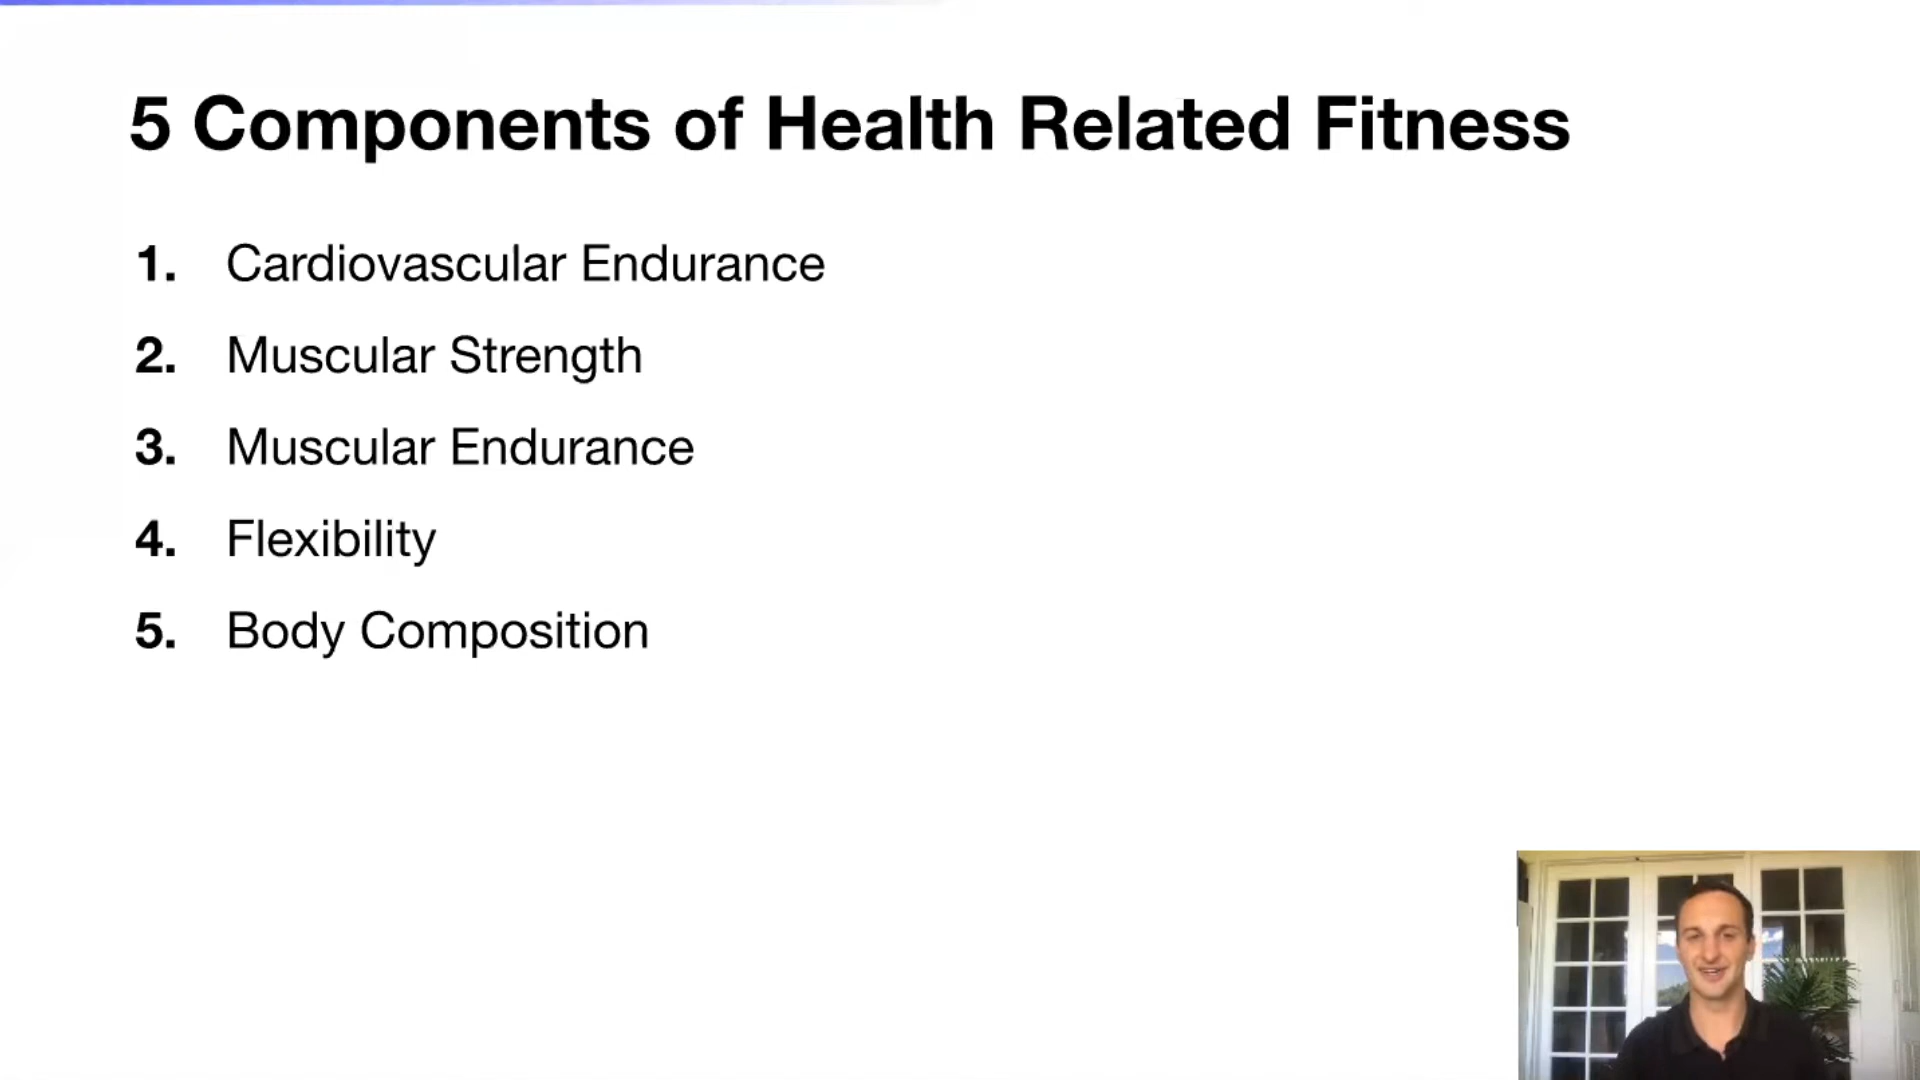 5 Components of Health Related Fitness
1. Cardiovascular Endurance
2. Muscular Strength
3. Muscular Endurance
4. Flexibility
5. Body Composition